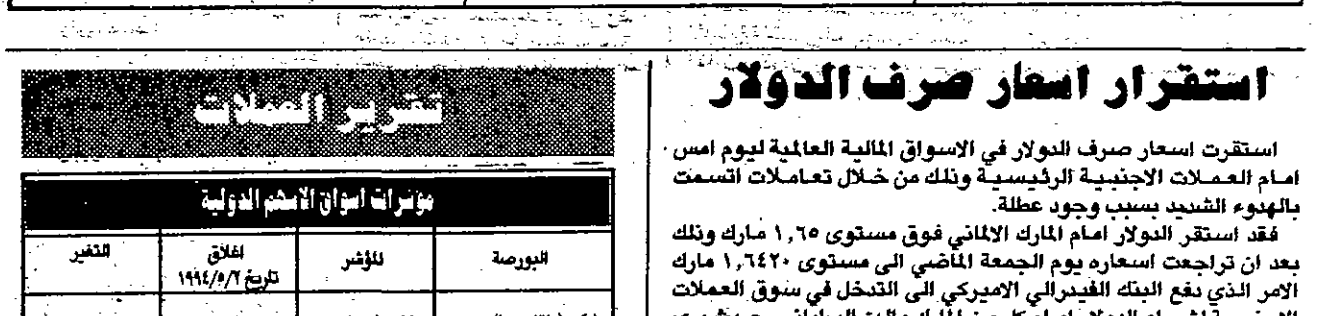 استقرار اسعار صرف الدولار
استقرت اسعار صرف الدولار في الاسواق المالية العالمية ليوم امس
امام العملات الاجنبية الرئيسية وذلك من خلال تعاملات اتسمت
بالهدوء الشديد بسبب وجود عطلة.
فقد استقر الدولار امام المارك الالماني فوق مستوى ١,٦٥ مارك وذلك
بعد ان تراجعت اسعاره يوم الجمعة الماضي الى مستوى ١,٦٤٢٠ مارك
الامر الذي دفع البنك الفيدرالي الاميركي الى التدخل في سوق العملات
تقرير العملات
مؤشرات اسواق الاسهم الدولية
البورصة المؤشر اغلاق التغير
تاريخ ١٩٩٤/٥/٢